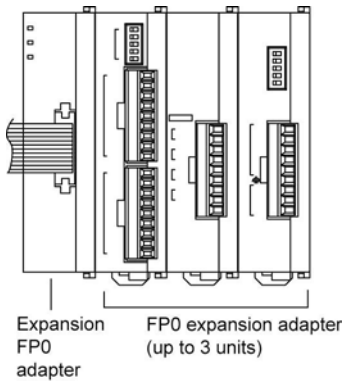 Expansion
FP0
adapter
FP0 expansion adapter
(up to 3 units)